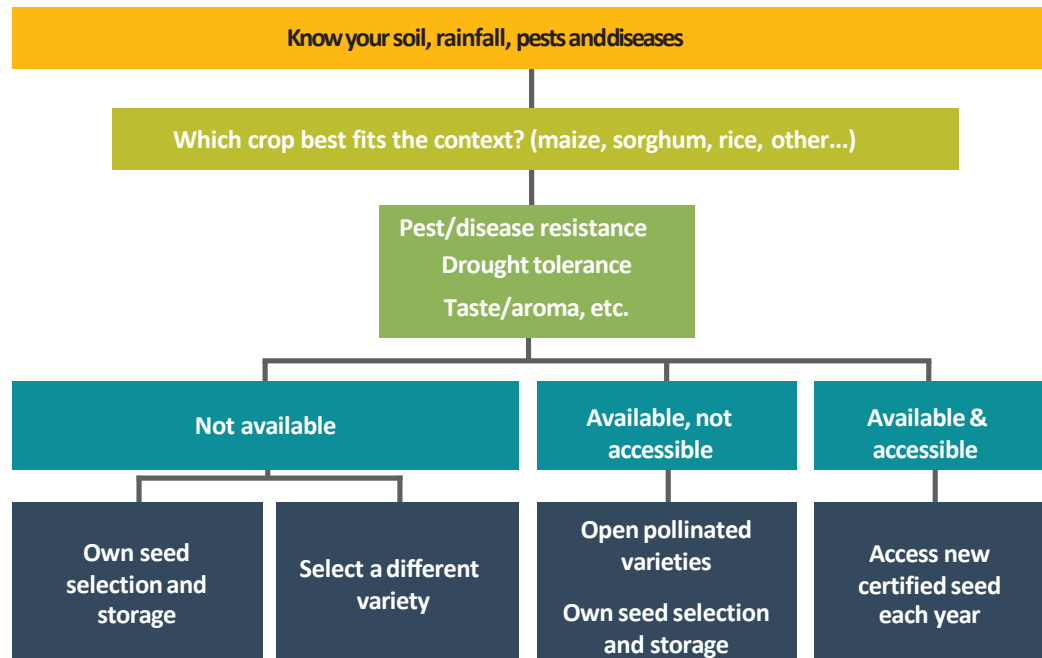 Know your soil, rainfall, pests anddiseases
Which crop best fits the context? (maize, sorghum, rice, other...)
Pest/disease resistance
Drought tolerance
Taste/aroma, etc.
Not available
Available, not
accessible
Available &
accessible
Own seed
selection and
storage
Select a different
variety
Open pollinated
varieties
Own seed selection
and storage
Access new
certified seed
each year